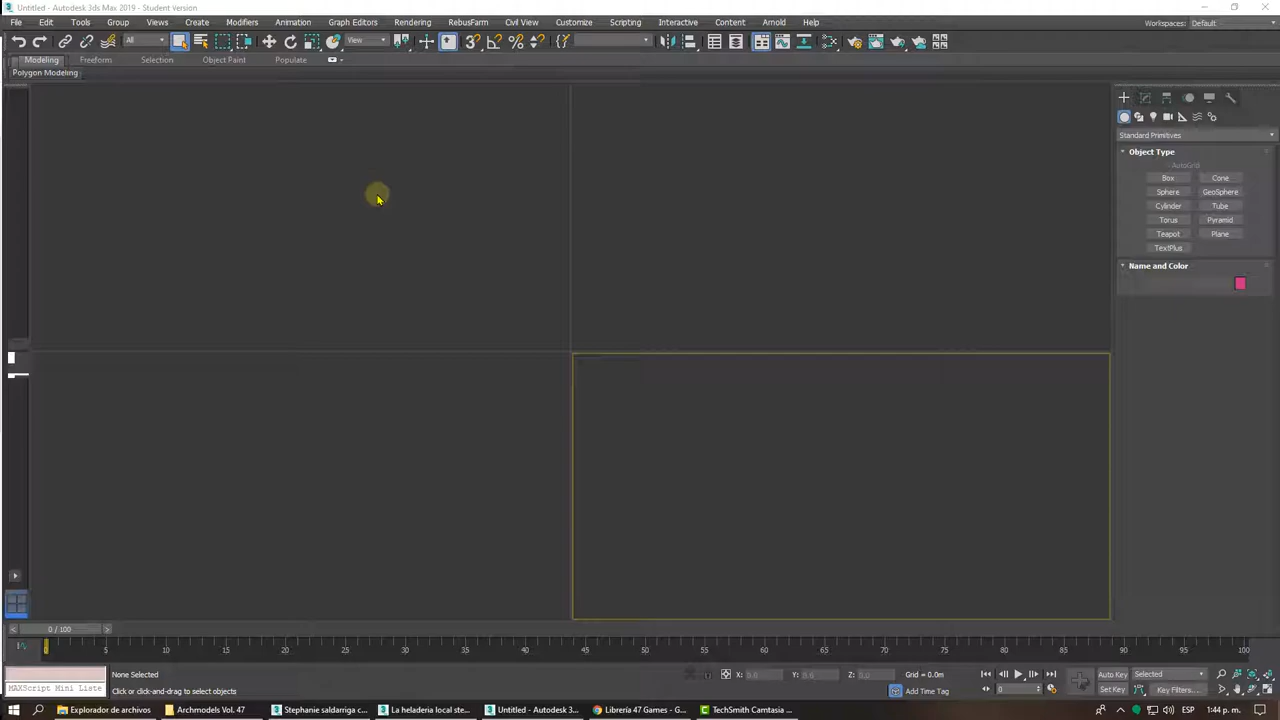 Untitled - Autodesk 3ds Max 2019 - Student Version
File Edit Tools Group Views Create Modifiers Animation Graph Editors Rendering RebusFarm Civil View Customize Scripting Interactive Content Arnold Help
Workspaces: Default
All View
Modeling Freeform Selection Object Paint Populate
Polygon Modeling
Standard Primitives
Object Type
AutoGrid
Box Cone
Sphere GeoSphere
Cylinder Tube
Torus Pyramid
Teapot Plane
TextPlus
Name and Color
0 / 100
0 5 10 15 20 25 30 35 40 45 50 55 60 65 70 75 80 85 90 95 100
None Selected X: Y: Z: Grid = 0.0m Auto Key Selected
MAXScript Mini Liste Click or click-and-drag to select objects Add Time Tag 0 Set Key Key Filters...
Explorador de archivos Archmodels Vol. 47 Stephanie saldarriga c... La heladeria local ste... Untitled - Autodesk 3... Librería 47 Games - G... TechSmith Camtasia ... ESP 1:44 p. m.